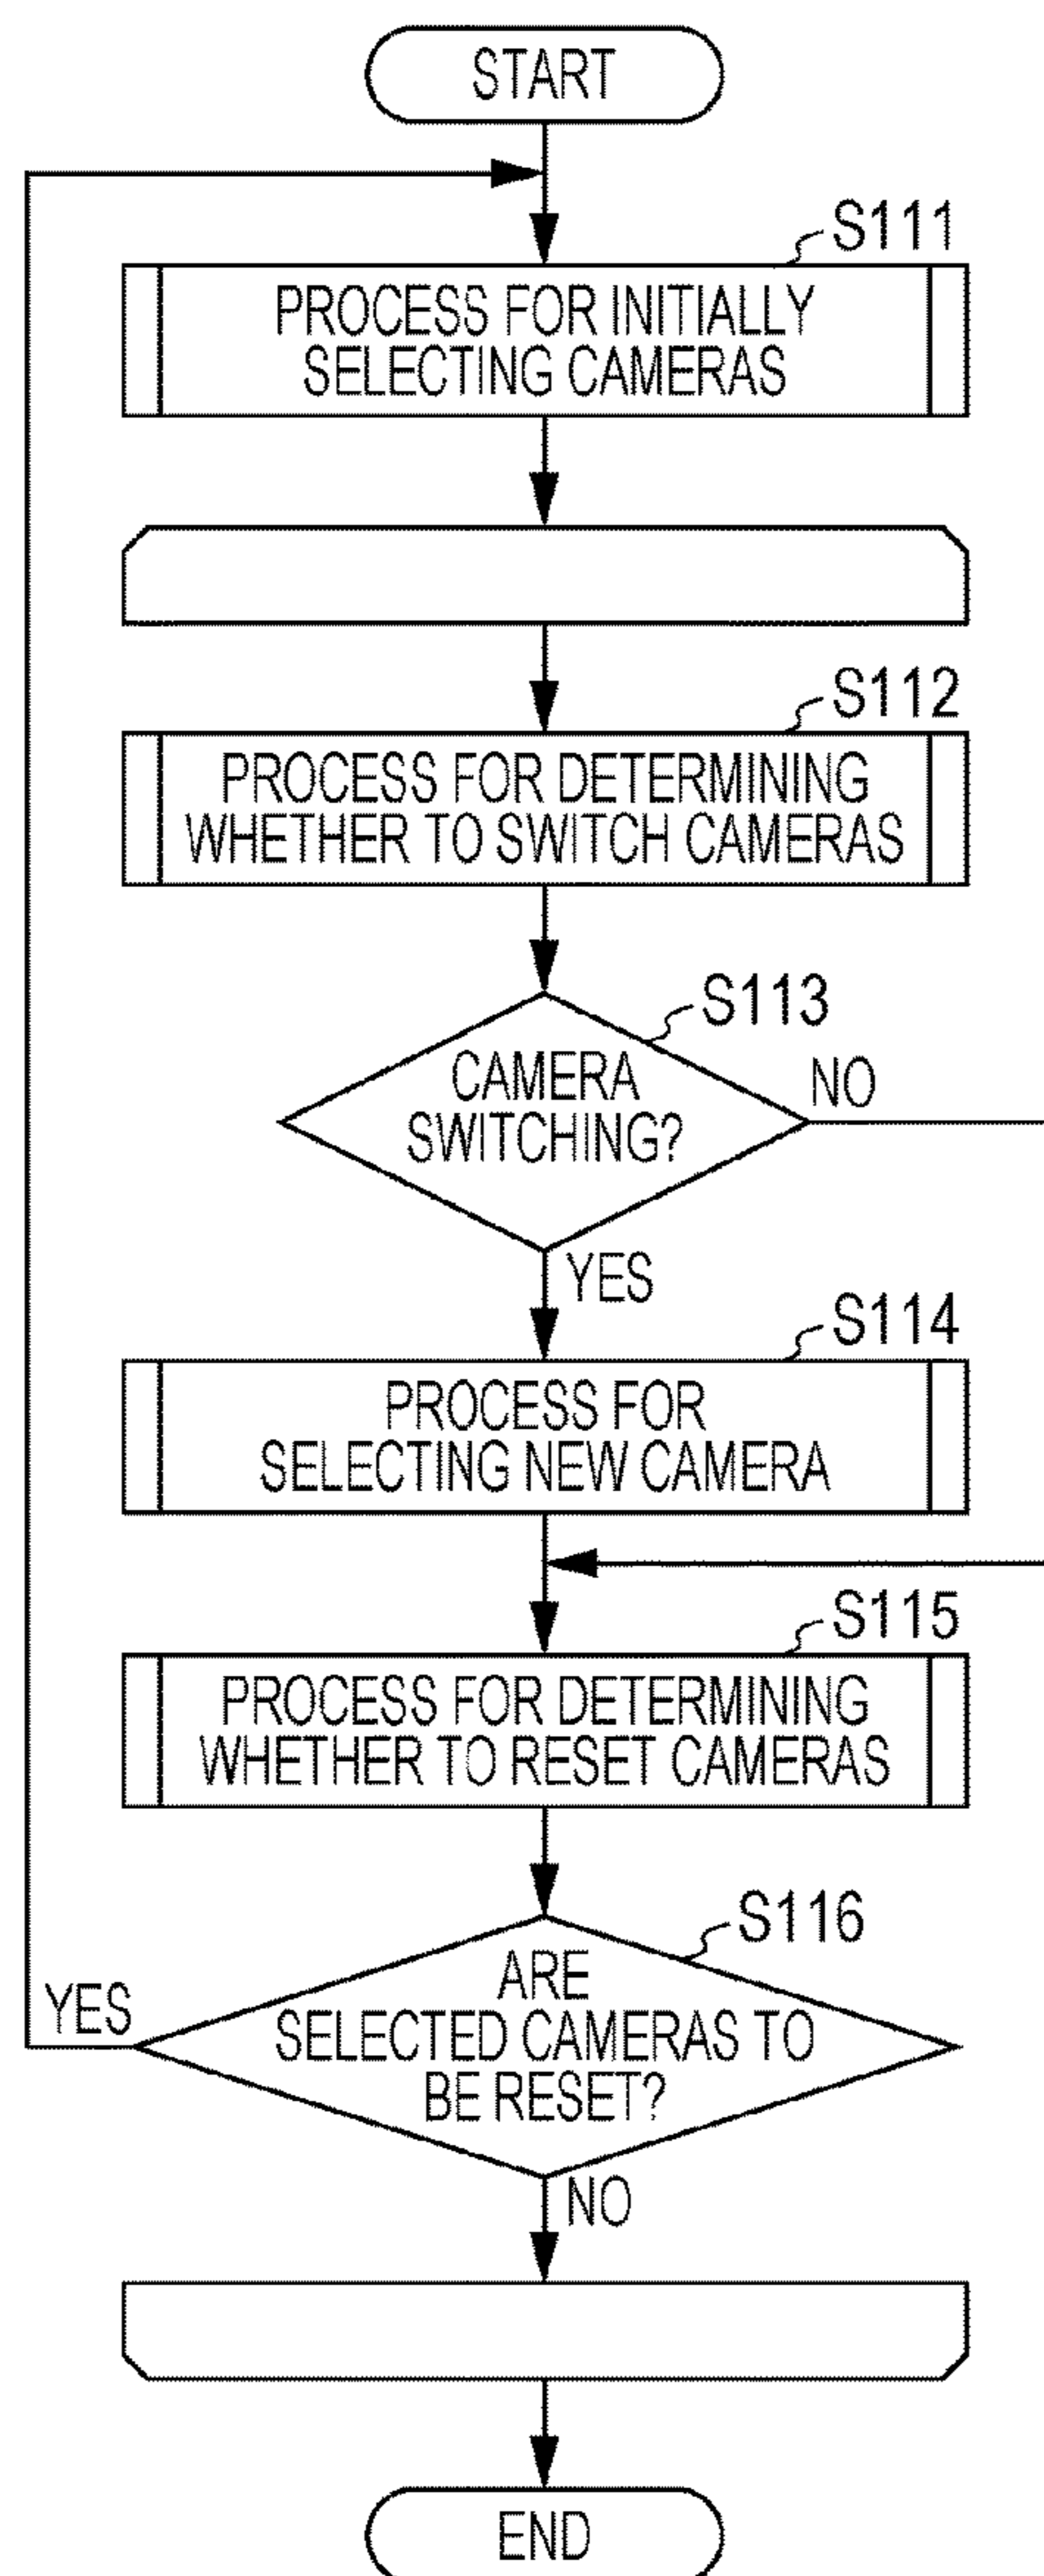 START
S111
PROCESS FOR INITIALLY
SELECTING CAMERAS
S112
PROCESS FOR DETERMINING
WHETHER TO SWITCH CAMERAS
S113
CAMERA
SWITCHING?
NO
YES
S114
PROCESS FOR
SELECTING NEW CAMERA
S115
PROCESS FOR DETERMINING
WHETHER TO RESET CAMERAS
S116
ARE
SELECTED CAMERAS TO
BE RESET?
YES
NO
END